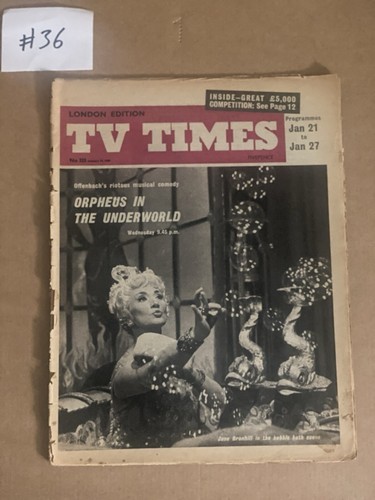 #36
INSIDE-GREAT £5,000
COMPETITION: See Page 12
LONDON EDITION
TV TIMES
Programmes
Jan 21
to
Jan 27
Offenbach's riotous musical comedy
ORPHEUS IN
THE UNDERWORLD
Wednesday 9.45 p.m.
June Bronhill in the bubble bath scene